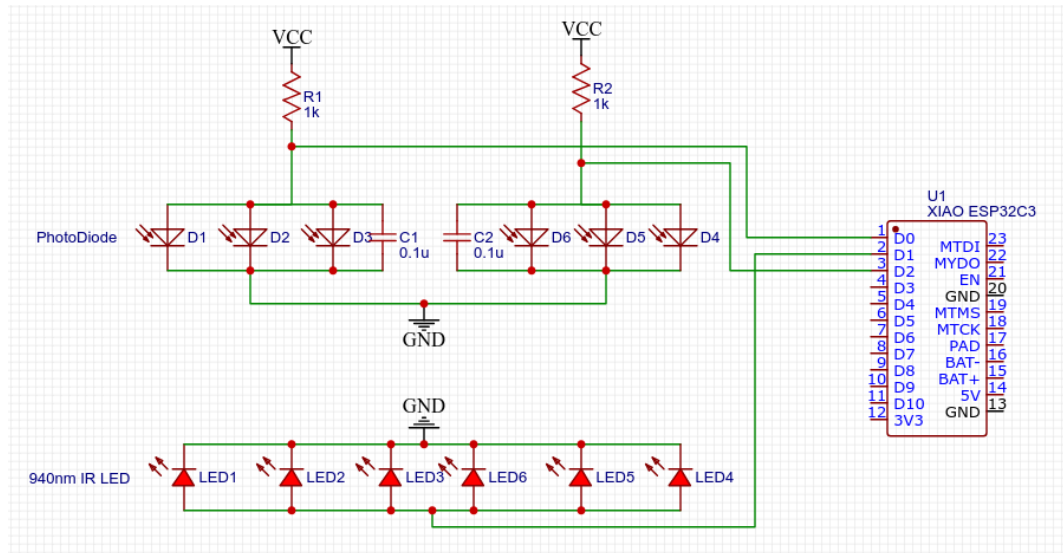 VCC
VCC
R1
1k
R2
1k
PhotoDiode
D1
D2
D3
C1
0.1u
C2
0.1u
D6
D5
D4
GND
U1
XIAO ESP32C3
1
D0
2
D1
3
D2
4
D3
5
D4
6
D5
7
D6
8
D7
9
D8
10
D9
11
D10
12
3V3
MTDI
23
MYDO
22
EN
21
GND
20
MTMS
19
MTCK
18
PAD
17
BAT-
16
BAT+
15
5V
14
GND
13
GND
940nm IR LED
LED1
LED2
LED3
LED6
LED5
LED4